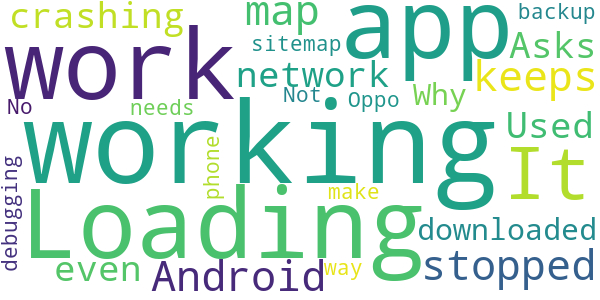 crashing
map
app
backup
work
sitemap
Asks
network
keeps
No
needs
Not
Oppo
Why
working
It
Used
debugging
phone
Loading
make
downloaded
even
Android
way
stopped